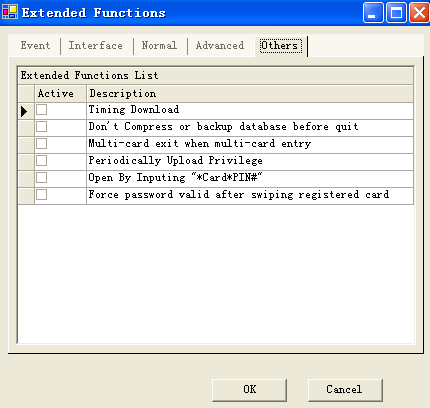 Extended Functions
Event Interface Normal Advanced Others
Extended Functions List
Active Description
Timing Download
Don't Compress or backup database before quit
Multi-card exit when multi-card entry
Periodically Upload Privilege
Open By Inputing "*Card*PIN#"
Force password valid after swiping registered card
OK Cancel